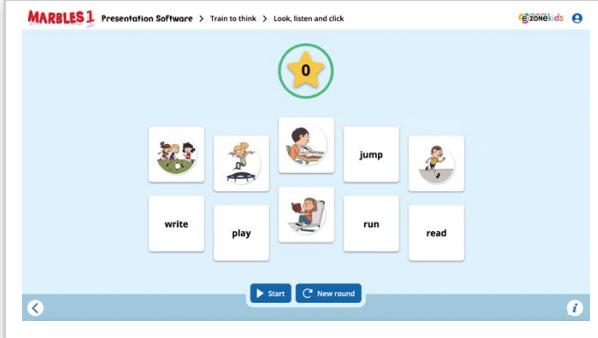 MARBLES 1 Presentation Software > Train to think > Look, listen and click
ezonekids
0
jump
write
play
run
read
Start
New round
i